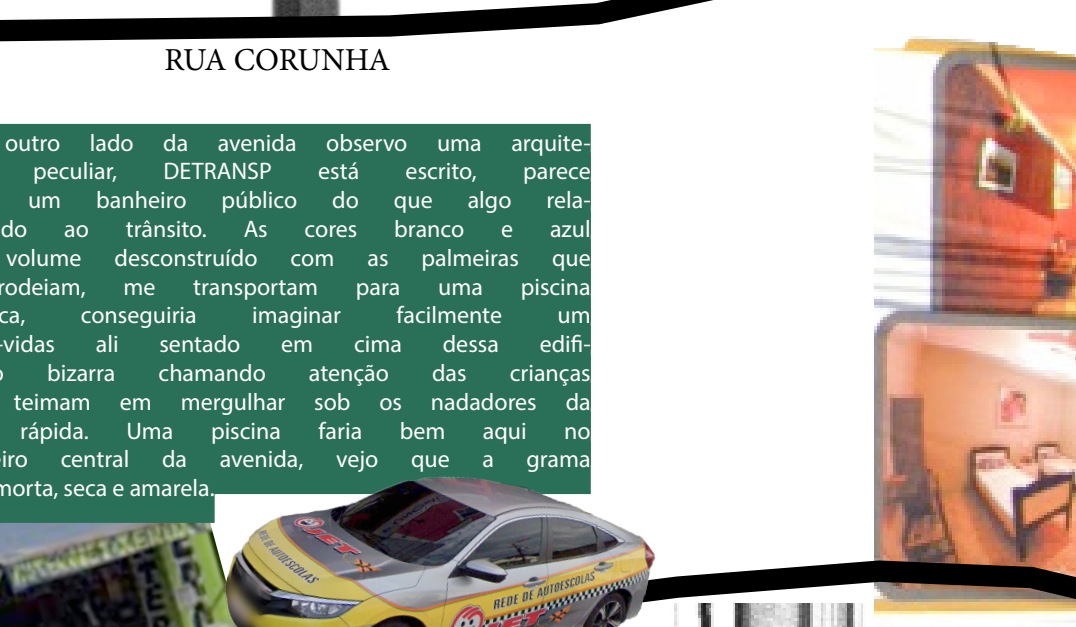 RUA CORUNHA
outro lado da avenida observo uma arquite-
peculiar, DETRANSP está escrito, parece
um banheiro público do que algo rela-
do ao trânsito. As cores branco e azul
volume desconstruído com as palmeiras que
rodeiam, me transportam para uma piscina
ca, conseguiria imaginar facilmente um
-vidas ali sentado em cima dessa edifi-
o bizarra chamando atenção das crianças
teimam em mergulhar sob os nadadores da
rápida. Uma piscina faria bem aqui no
iro central da avenida, vejo que a grama
morta, seca e amarela.
JET
REDE DE AUTOESCOLAS
REDE DE AUTOESCOLAS
JET